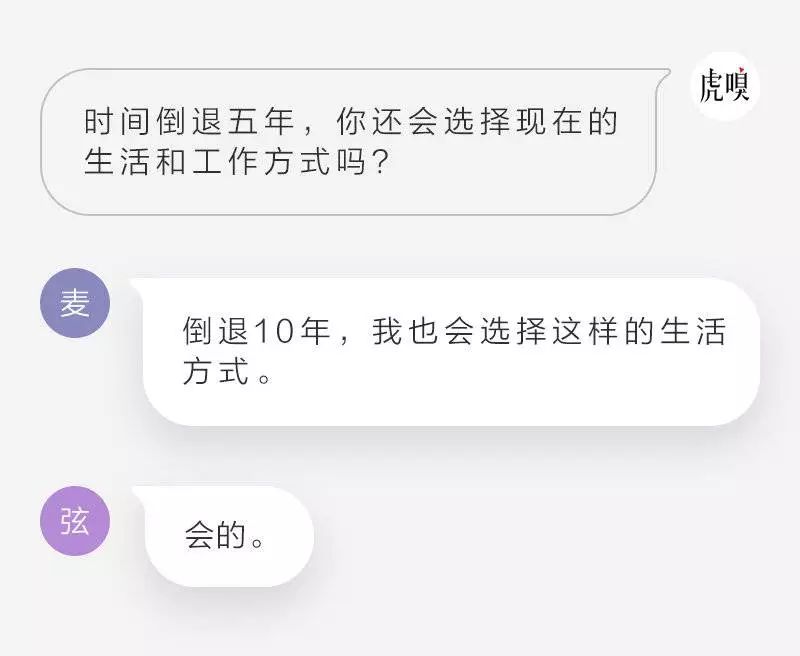 虎嗅
时间倒退五年，你还会选择现在的
生活和工作方式吗？
麦
倒退10年，我也会选择这样的生活
方式。
弦
会的。